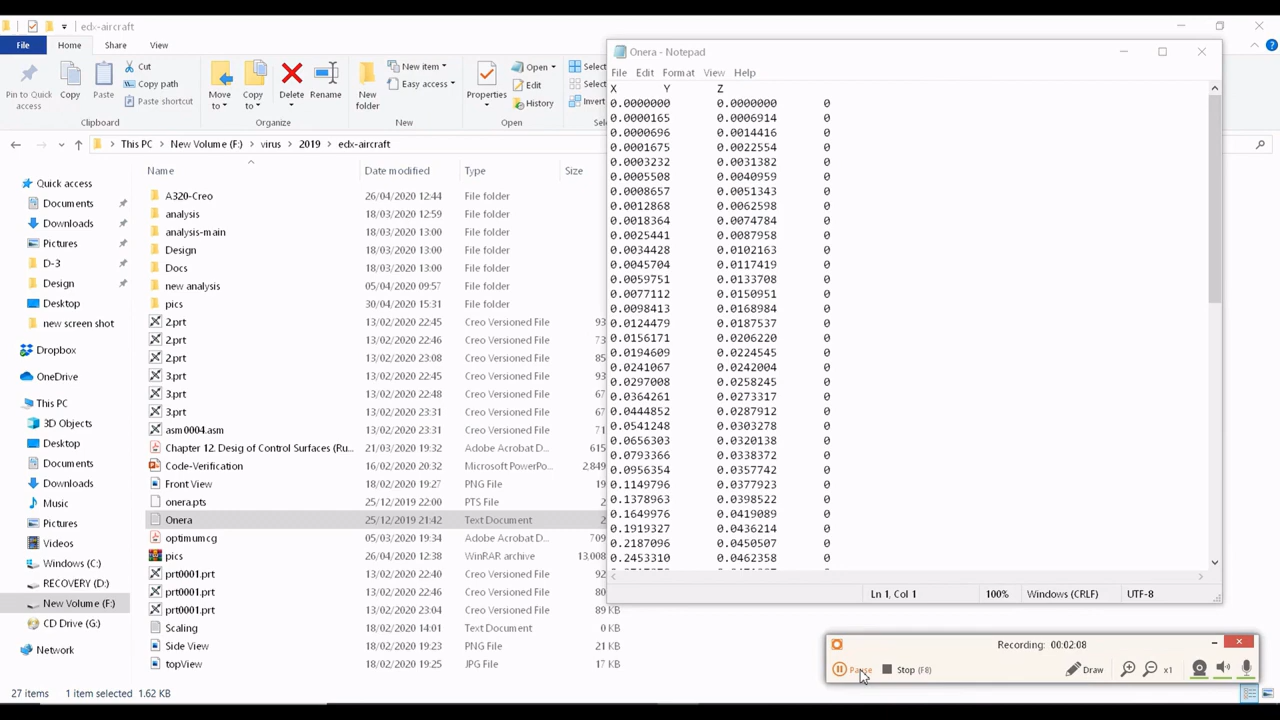 edx-aircraft
File Home Share View
Pin to Quick access
Copy
Paste
Cut
Copy path
Paste shortcut
Clipboard
Move to
Copy to
Delete
Rename
Organize
New folder
New item
Easy access
New
Properties
Open
Edit
History
Open
Select
Select
Invert
This PC > New Volume (F:) > virus > 2019 > edx-aircraft
Quick access
Documents
Downloads
Pictures
D-3
Design
Desktop
new screen shot
Dropbox
OneDrive
This PC
3D Objects
Desktop
Documents
Downloads
Music
Pictures
Videos
Windows (C:)
RECOVERY (D:)
New Volume (F:)
CD Drive (G:)
Network
Name Date modified Type Size
A320-Creo 26/04/2020 12:44 File folder
analysis 18/03/2020 12:59 File folder
analysis-main 18/03/2020 13:00 File folder
Design 18/03/2020 13:00 File folder
Docs 18/03/2020 13:00 File folder
new analysis 05/04/2020 09:57 File folder
pics 30/04/2020 15:31 File folder
2.prt 13/02/2020 22:45 Creo Versioned File 93
2.prt 13/02/2020 22:46 Creo Versioned File 73
2.prt 13/02/2020 23:08 Creo Versioned File 85
3.prt 13/02/2020 22:45 Creo Versioned File 93
3.prt 13/02/2020 22:48 Creo Versioned File 67
3.prt 13/02/2020 23:31 Creo Versioned File 67
asm0004.asm 13/02/2020 23:31 Creo Versioned File 71
Chapter 12. Desig of Control Surfaces (Ru... 21/03/2020 19:32 Adobe Acrobat D... 615
Code-Verification 16/02/2020 20:32 Microsoft PowerPo... 2,849
Front View 18/02/2020 19:27 PNG File 19
onera.pts 25/12/2019 22:00 PTS File 2
Onera 25/12/2019 21:42 Text Document 2
optimumcg 05/03/2020 19:34 Adobe Acrobat D... 709
pics 26/04/2020 12:38 WinRAR archive 13,008
prt0001.prt 13/02/2020 22:40 Creo Versioned File 92
prt0001.prt 13/02/2020 22:46 Creo Versioned File 80
prt0001.prt 13/02/2020 23:04 Creo Versioned File 89 KB
Scaling 18/02/2020 14:01 Text Document 0 KB
Side View 18/02/2020 19:23 PNG File 21 KB
topView 18/02/2020 19:25 JPG File 17 KB
27 items 1 item selected 1.62 KB
Onera - Notepad
File Edit Format View Help
X Y Z
0.0000000 0.0000000 0
0.0000165 0.0006914 0
0.0000696 0.0014416 0
0.0001675 0.0022554 0
0.0003232 0.0031382 0
0.0005508 0.0040959 0
0.0008657 0.0051343 0
0.0012868 0.0062598 0
0.0018364 0.0074784 0
0.0025441 0.0087958 0
0.0034428 0.0102163 0
0.0045704 0.0117419 0
0.0059751 0.0133708 0
0.0077112 0.0150951 0
0.0098413 0.0168984 0
0.0124479 0.0187537 0
0.0156171 0.0206220 0
0.0194609 0.0224545 0
0.0241067 0.0242004 0
0.0297008 0.0258245 0
0.0364261 0.0273317 0
0.0444852 0.0287912 0
0.0541248 0.0303278 0
0.0656303 0.0320138 0
0.0793366 0.0338372 0
0.0956354 0.0357742 0
0.1149796 0.0377923 0
0.1378963 0.0398522 0
0.1649976 0.0419089 0
0.1919327 0.0436214 0
0.2187096 0.0450507 0
0.2453310 0.0462358 0
Ln 1, Col 1 100% Windows (CRLF) UTF-8
Recording: 00:02:08
Pause Stop (F8) Draw x1